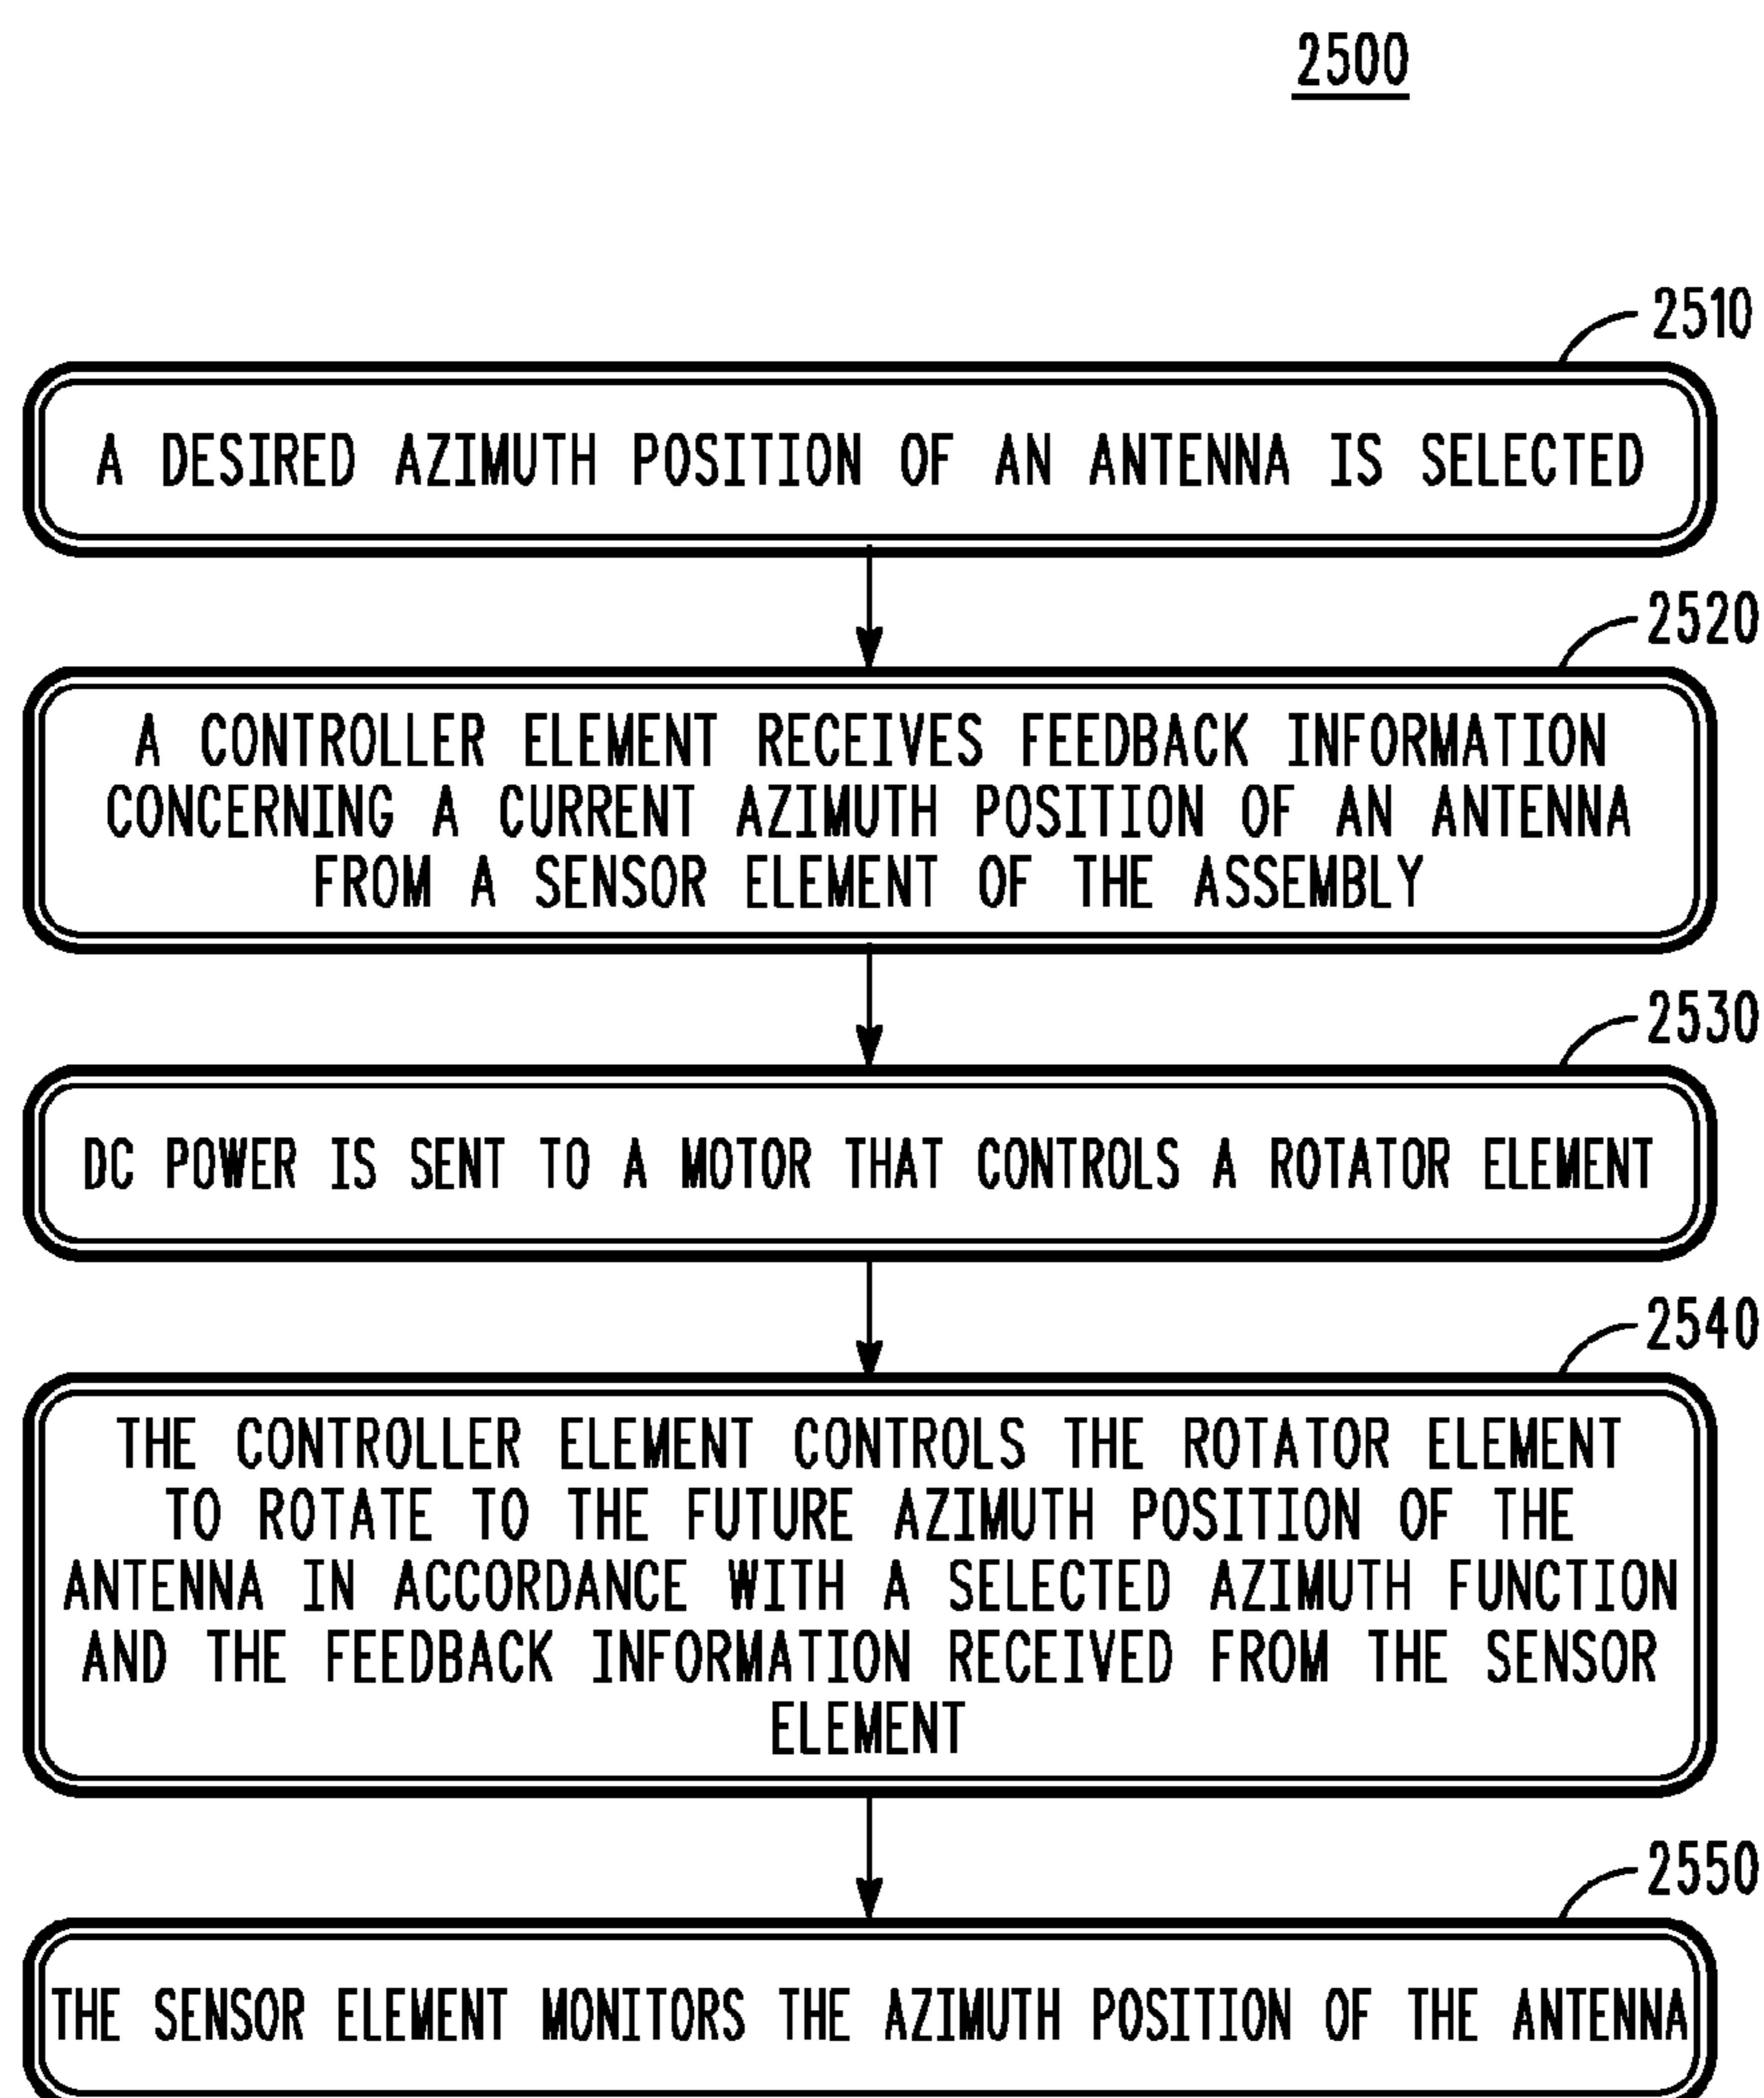 2500
2510
A DESIRED AZIMUTH POSITION OF AN ANTENNA IS SELECTED
2520
A CONTROLLER ELEMENT RECEIVES FEEDBACK INFORMATION
CONCERNING A CURRENT AZIMUTH POSITION OF AN ANTENNA
FROM A SENSOR ELEMENT OF THE ASSEMBLY
2530
DC POWER IS SENT TO A MOTOR THAT CONTROLS A ROTATOR ELEMENT
2540
THE CONTROLLER ELEMENT CONTROLS THE ROTATOR ELEMENT
TO ROTATE TO THE FUTURE AZIMUTH POSITION OF THE
ANTENNA IN ACCORDANCE WITH A SELECTED AZIMUTH FUNCTION
AND THE FEEDBACK INFORMATION RECEIVED FROM THE SENSOR
ELEMENT
2550
THE SENSOR ELEMENT MONITORS THE AZIMUTH POSITION OF THE ANTENNA